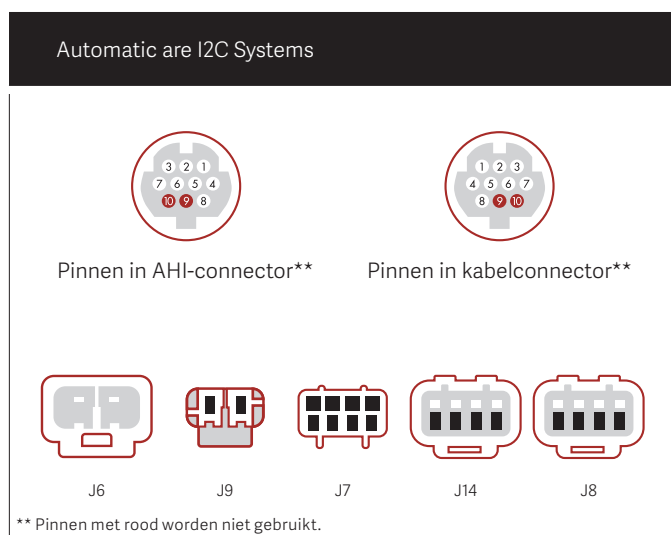 Automatic are I2C Systems
3 2 1
7 6 5 4
10 9 8
1 2 3
4 5 6 7
8 9 10
Pinnen in AHI-connector**
Pinnen in kabelconnector**
J6 J9 J7 J14 J8
** Pinnen met rood worden niet gebruikt.